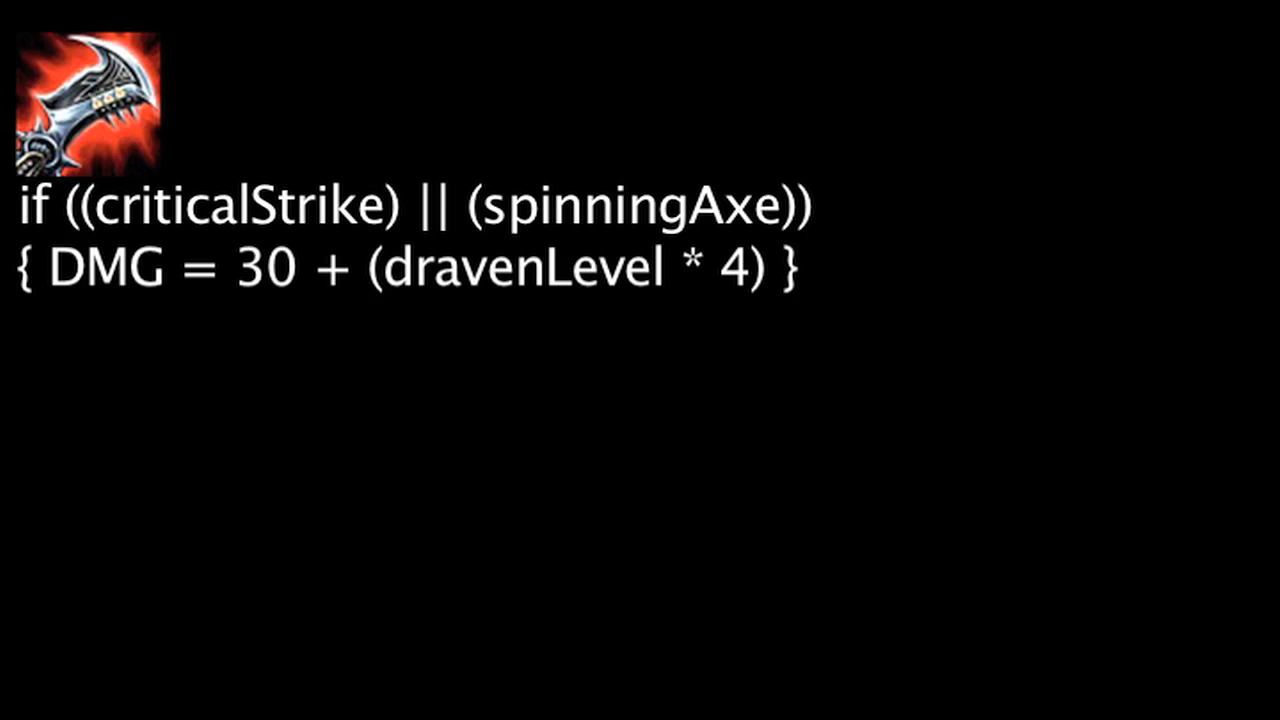 if ((criticalStrike) || (spinningAxe))
{ DMG = 30 + (dravenLevel * 4) }